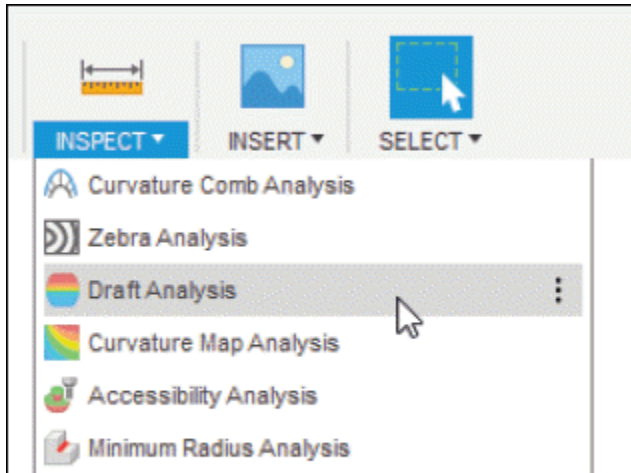 INSPECT INSERT SELECT
Curvature Comb Analysis
Zebra Analysis
Draft Analysis
Curvature Map Analysis
Accessibility Analysis
Minimum Radius Analysis